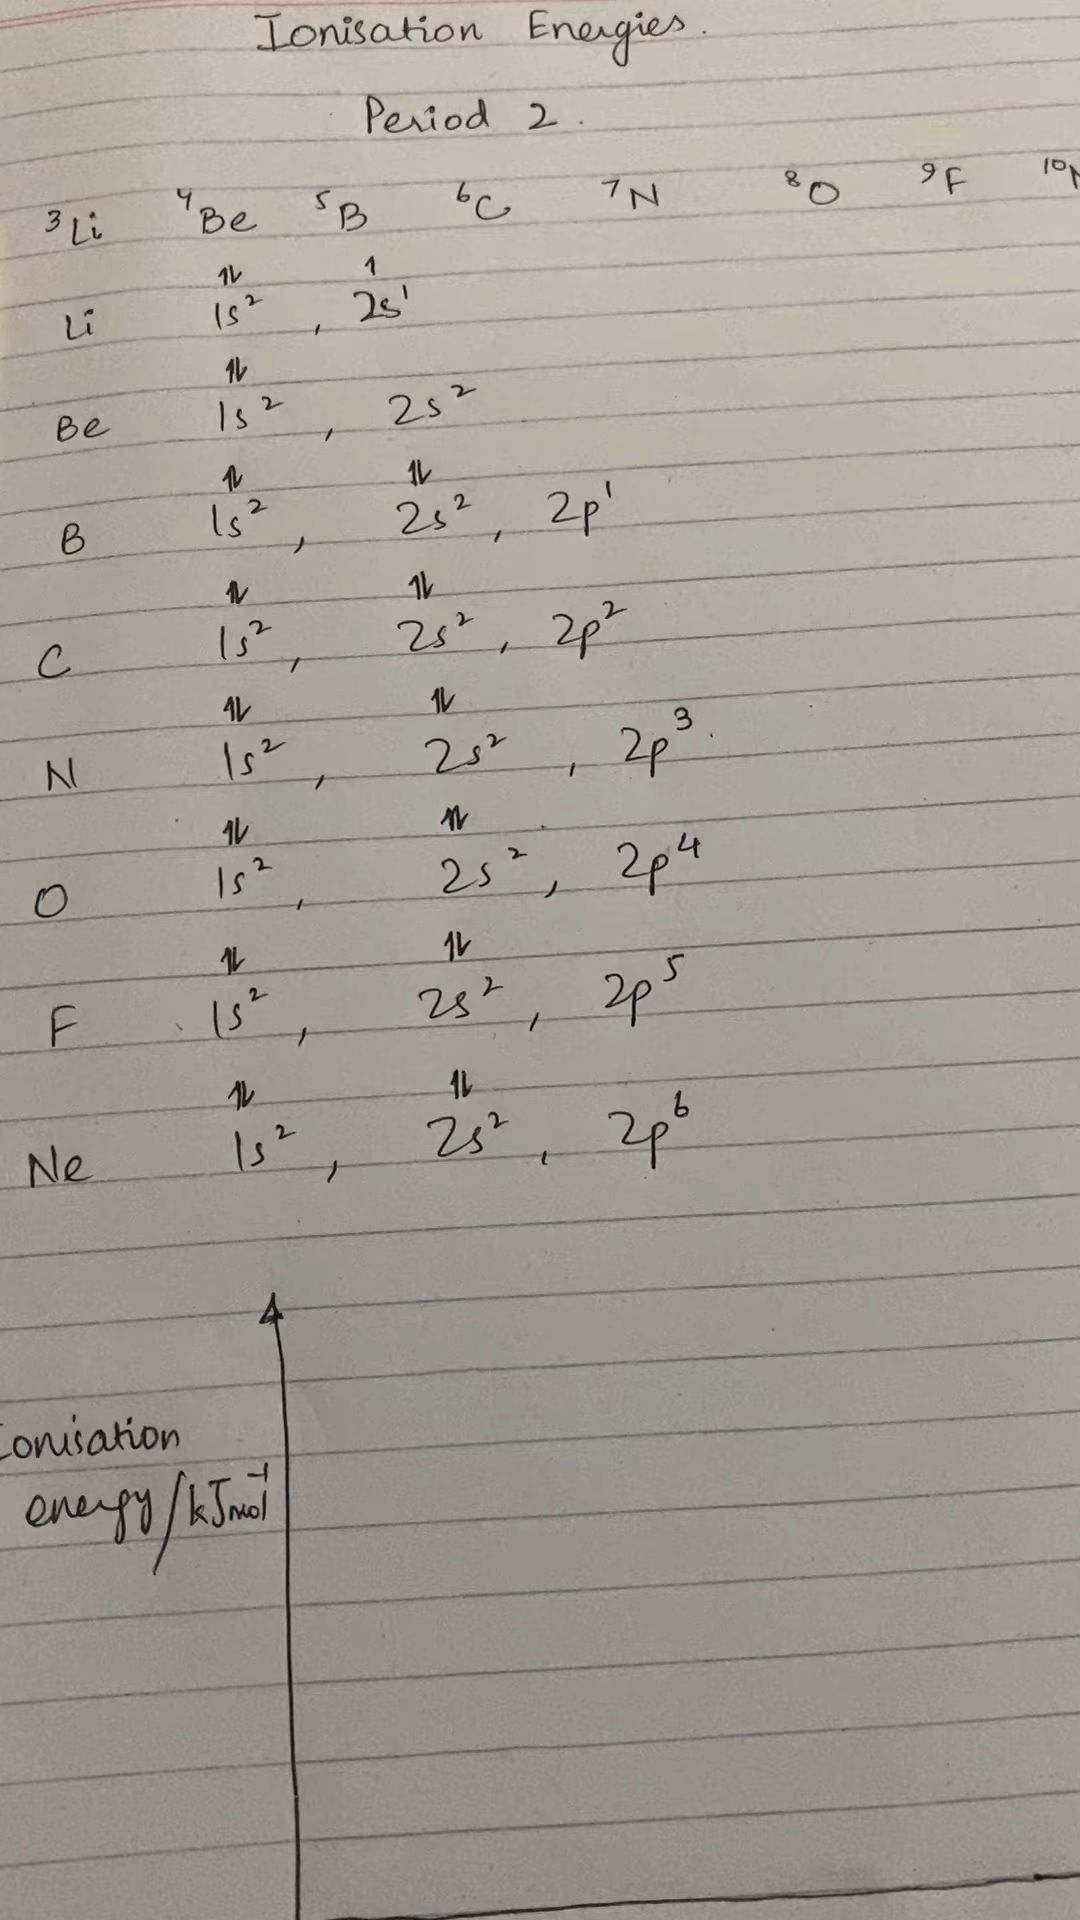 Ionisation Energies.
Period 2.
³Li ⁴Be ⁵B ⁶C ⁷N ⁸O ⁹F ¹⁰N
⥮ ↿
Li 1s², 2s¹
⥮
Be 1s², 2s²
⥮ ⥮
B 1s², 2s², 2p¹
⥮ ⥮
C 1s², 2s², 2p²
⥮ ⥮
N 1s², 2s², 2p³.
⥮ ⥮
O 1s², 2s², 2p⁴
⥮ ⥮
F 1s², 2s², 2p⁵
⥮ ⥮
Ne 1s², 2s², 2p⁶
Ionisation
energy/kJmol⁻¹